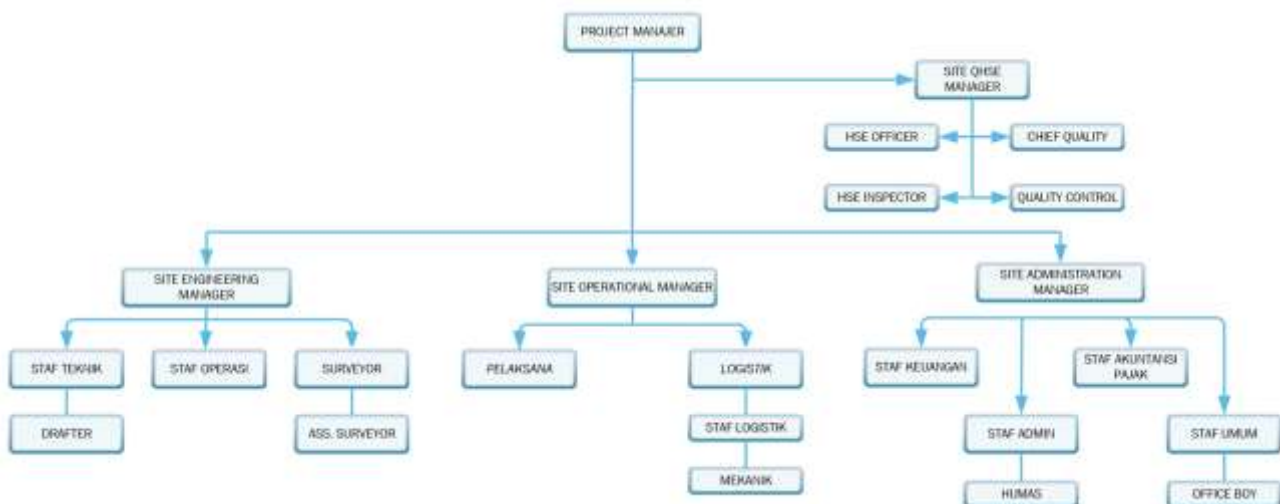 PROJECT MANAJER
SITE QHSE
MANAGER
HSE OFFICER
CHIEF QUALITY
HSE INSPECTOR
QUALITY CONTROL
SITE ENGINEERING
MANAGER
SITE OPERATIONAL MANAGER
SITE ADMINISTRATION
MANAGER
STAF TEKNIK
STAF OPERASI
SURVEYOR
PELAKSANA
LOGISTIK
STAF KEUANGAN
STAF AKUNTANSI
PAJAK
DRAFTER
ASS. SURVEYOR
STAF LOGISTIK
STAF ADMIN
STAF UMUM
MEKANIK
HUMAS
OFFICE BOY